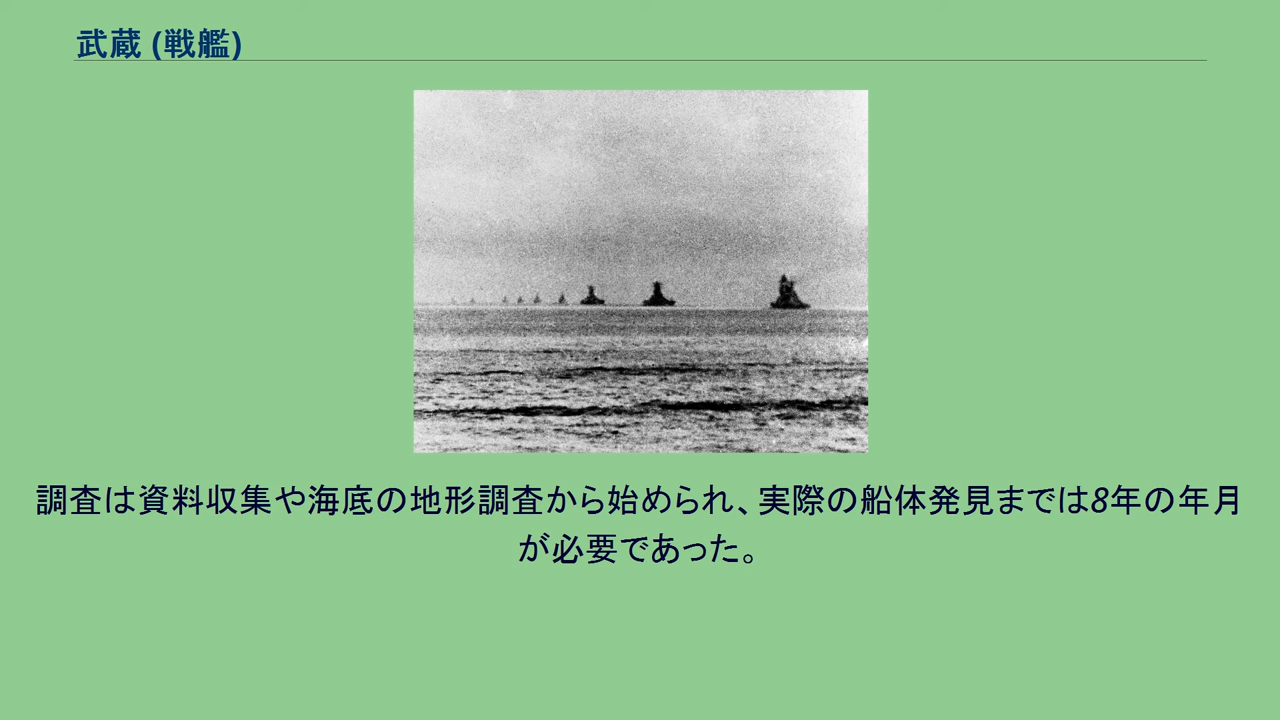 武蔵 (戦艦)
調査は資料収集や海底の地形調査から始められ、実際の船体発見までは8年の年月
が必要であった。